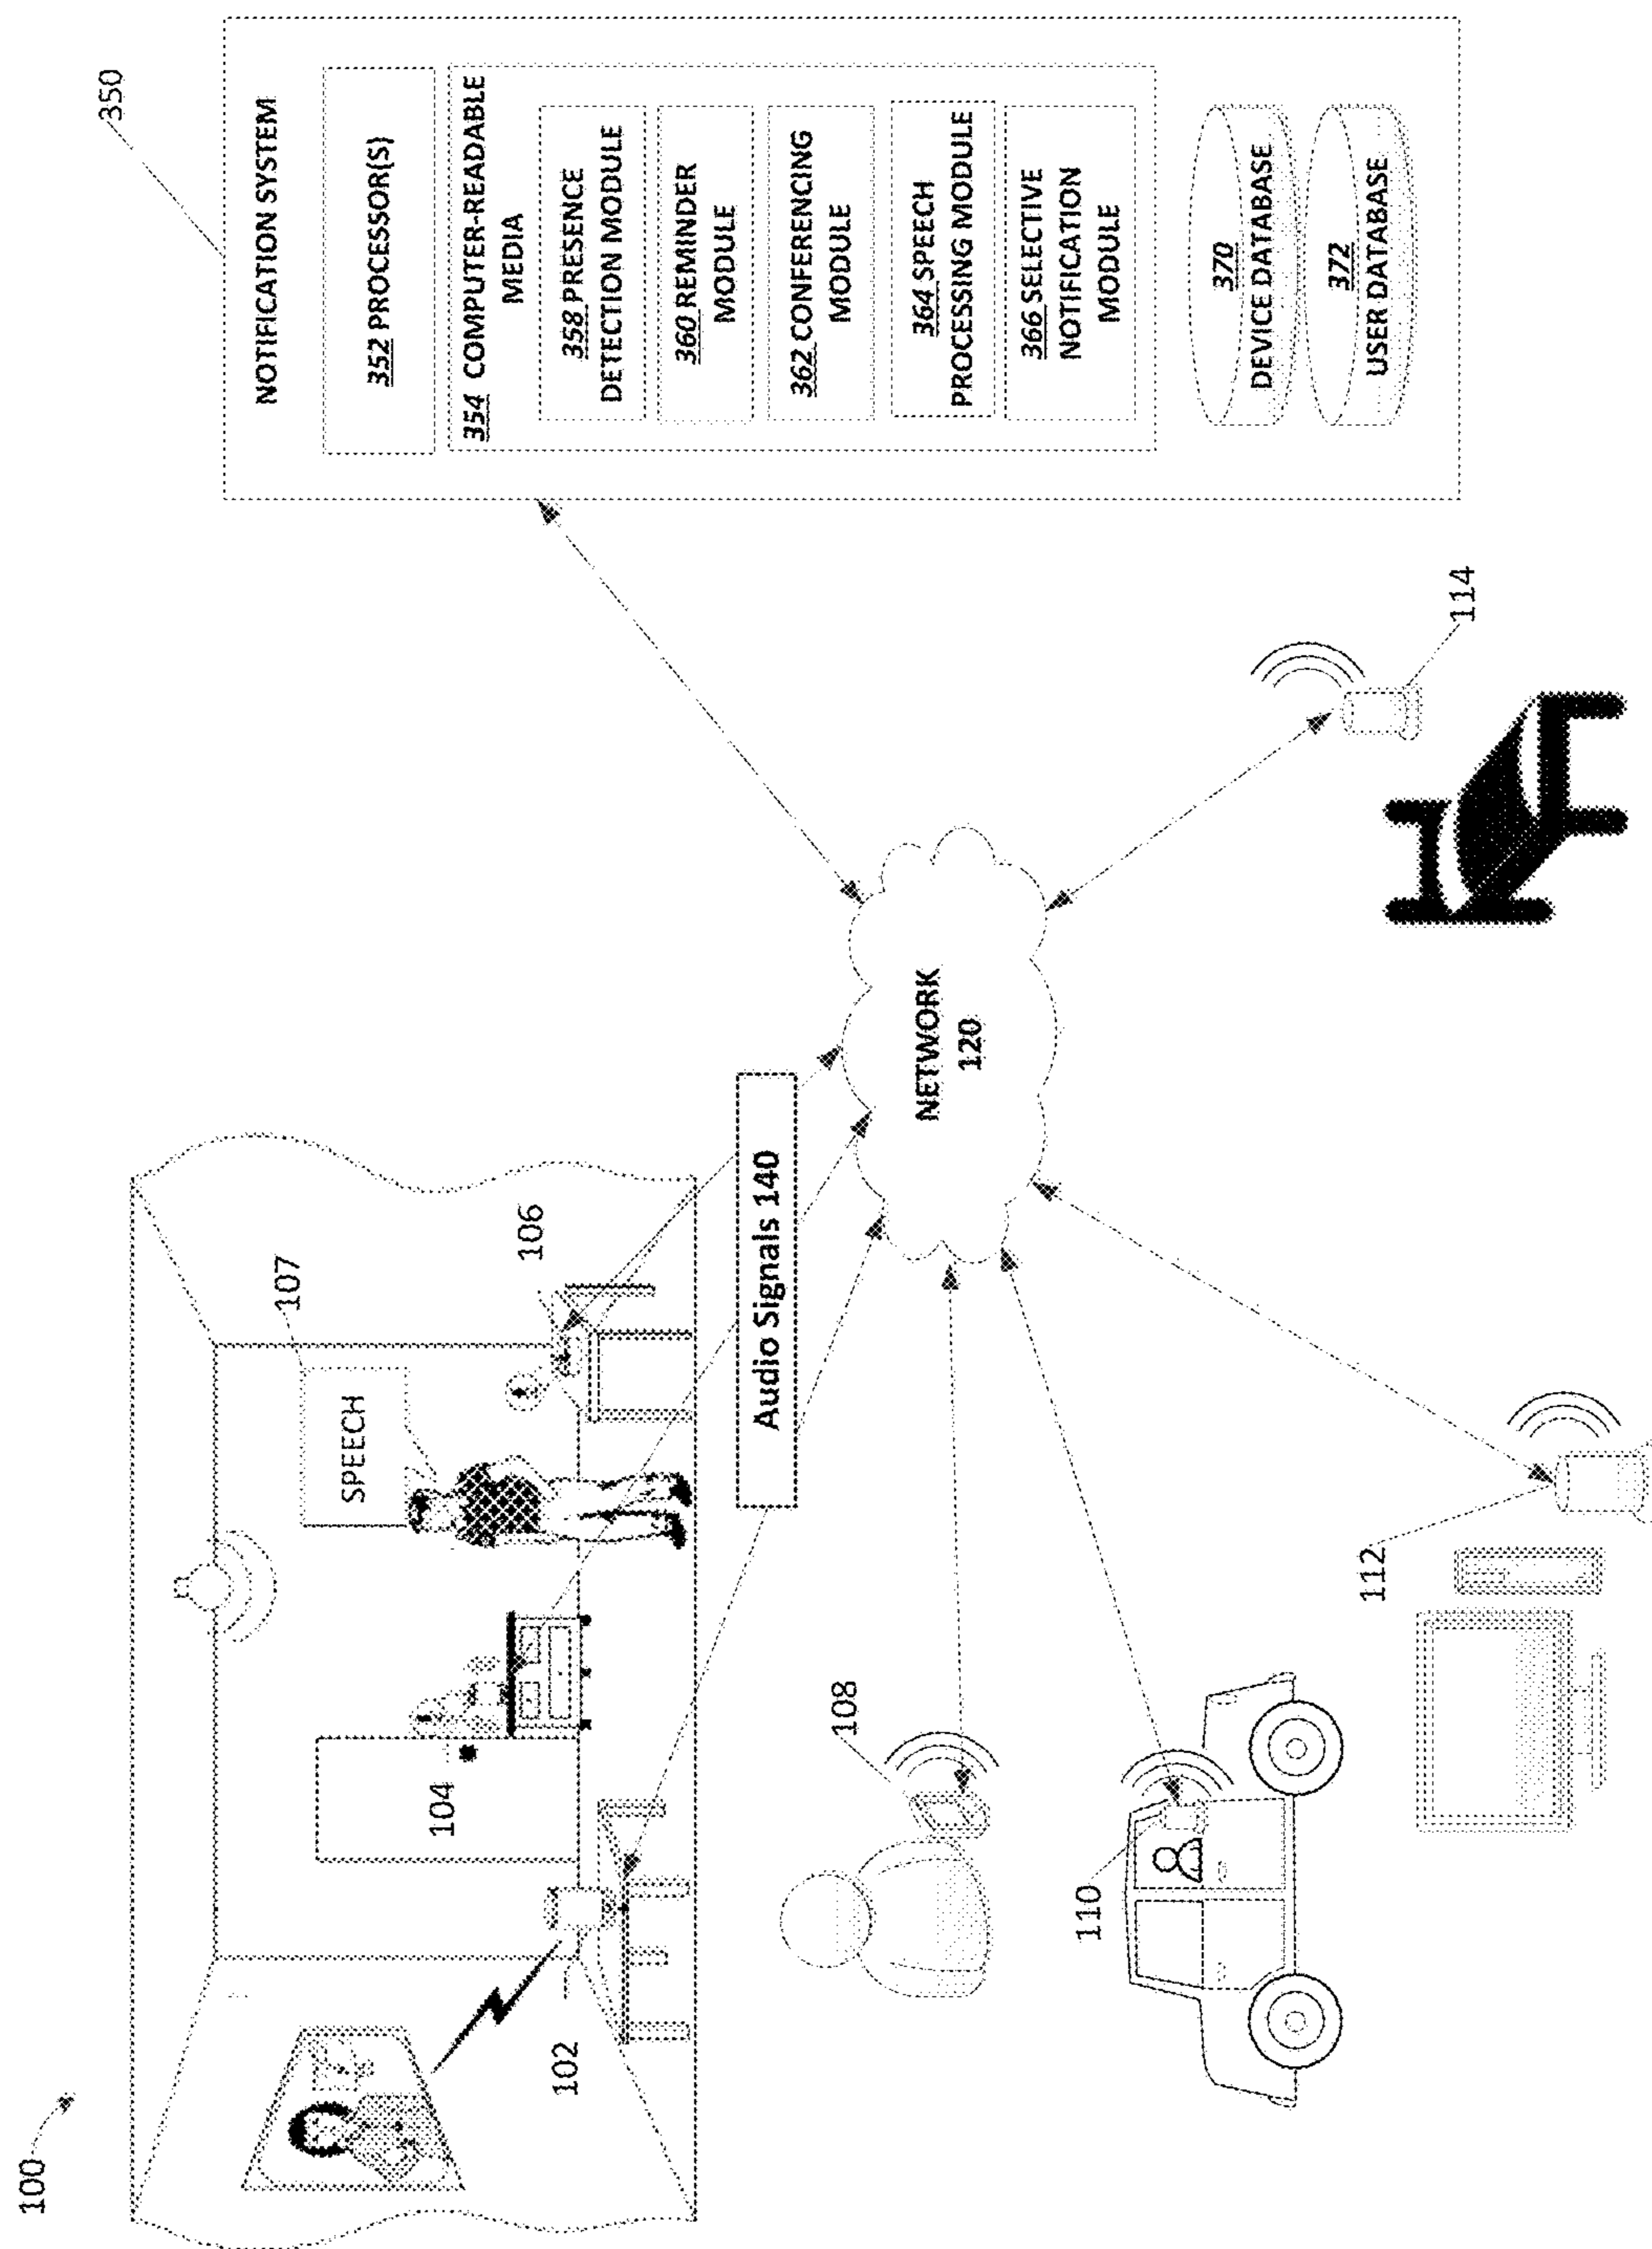 100
107
SPEECH
106
104
102
Audio Signals 140
108
110
112
114
NETWORK
120
350
NOTIFICATION SYSTEM
352 PROCESSOR(S)
354 COMPUTER-READABLE
MEDIA
358 PRESENCE
DETECTION MODULE
360 REMINDER
MODULE
362 CONFERENCING
MODULE
364 SPEECH
PROCESSING MODULE
366 SELECTIVE
NOTIFICATION
MODULE
370
DEVICE DATABASE
372
USER DATABASE